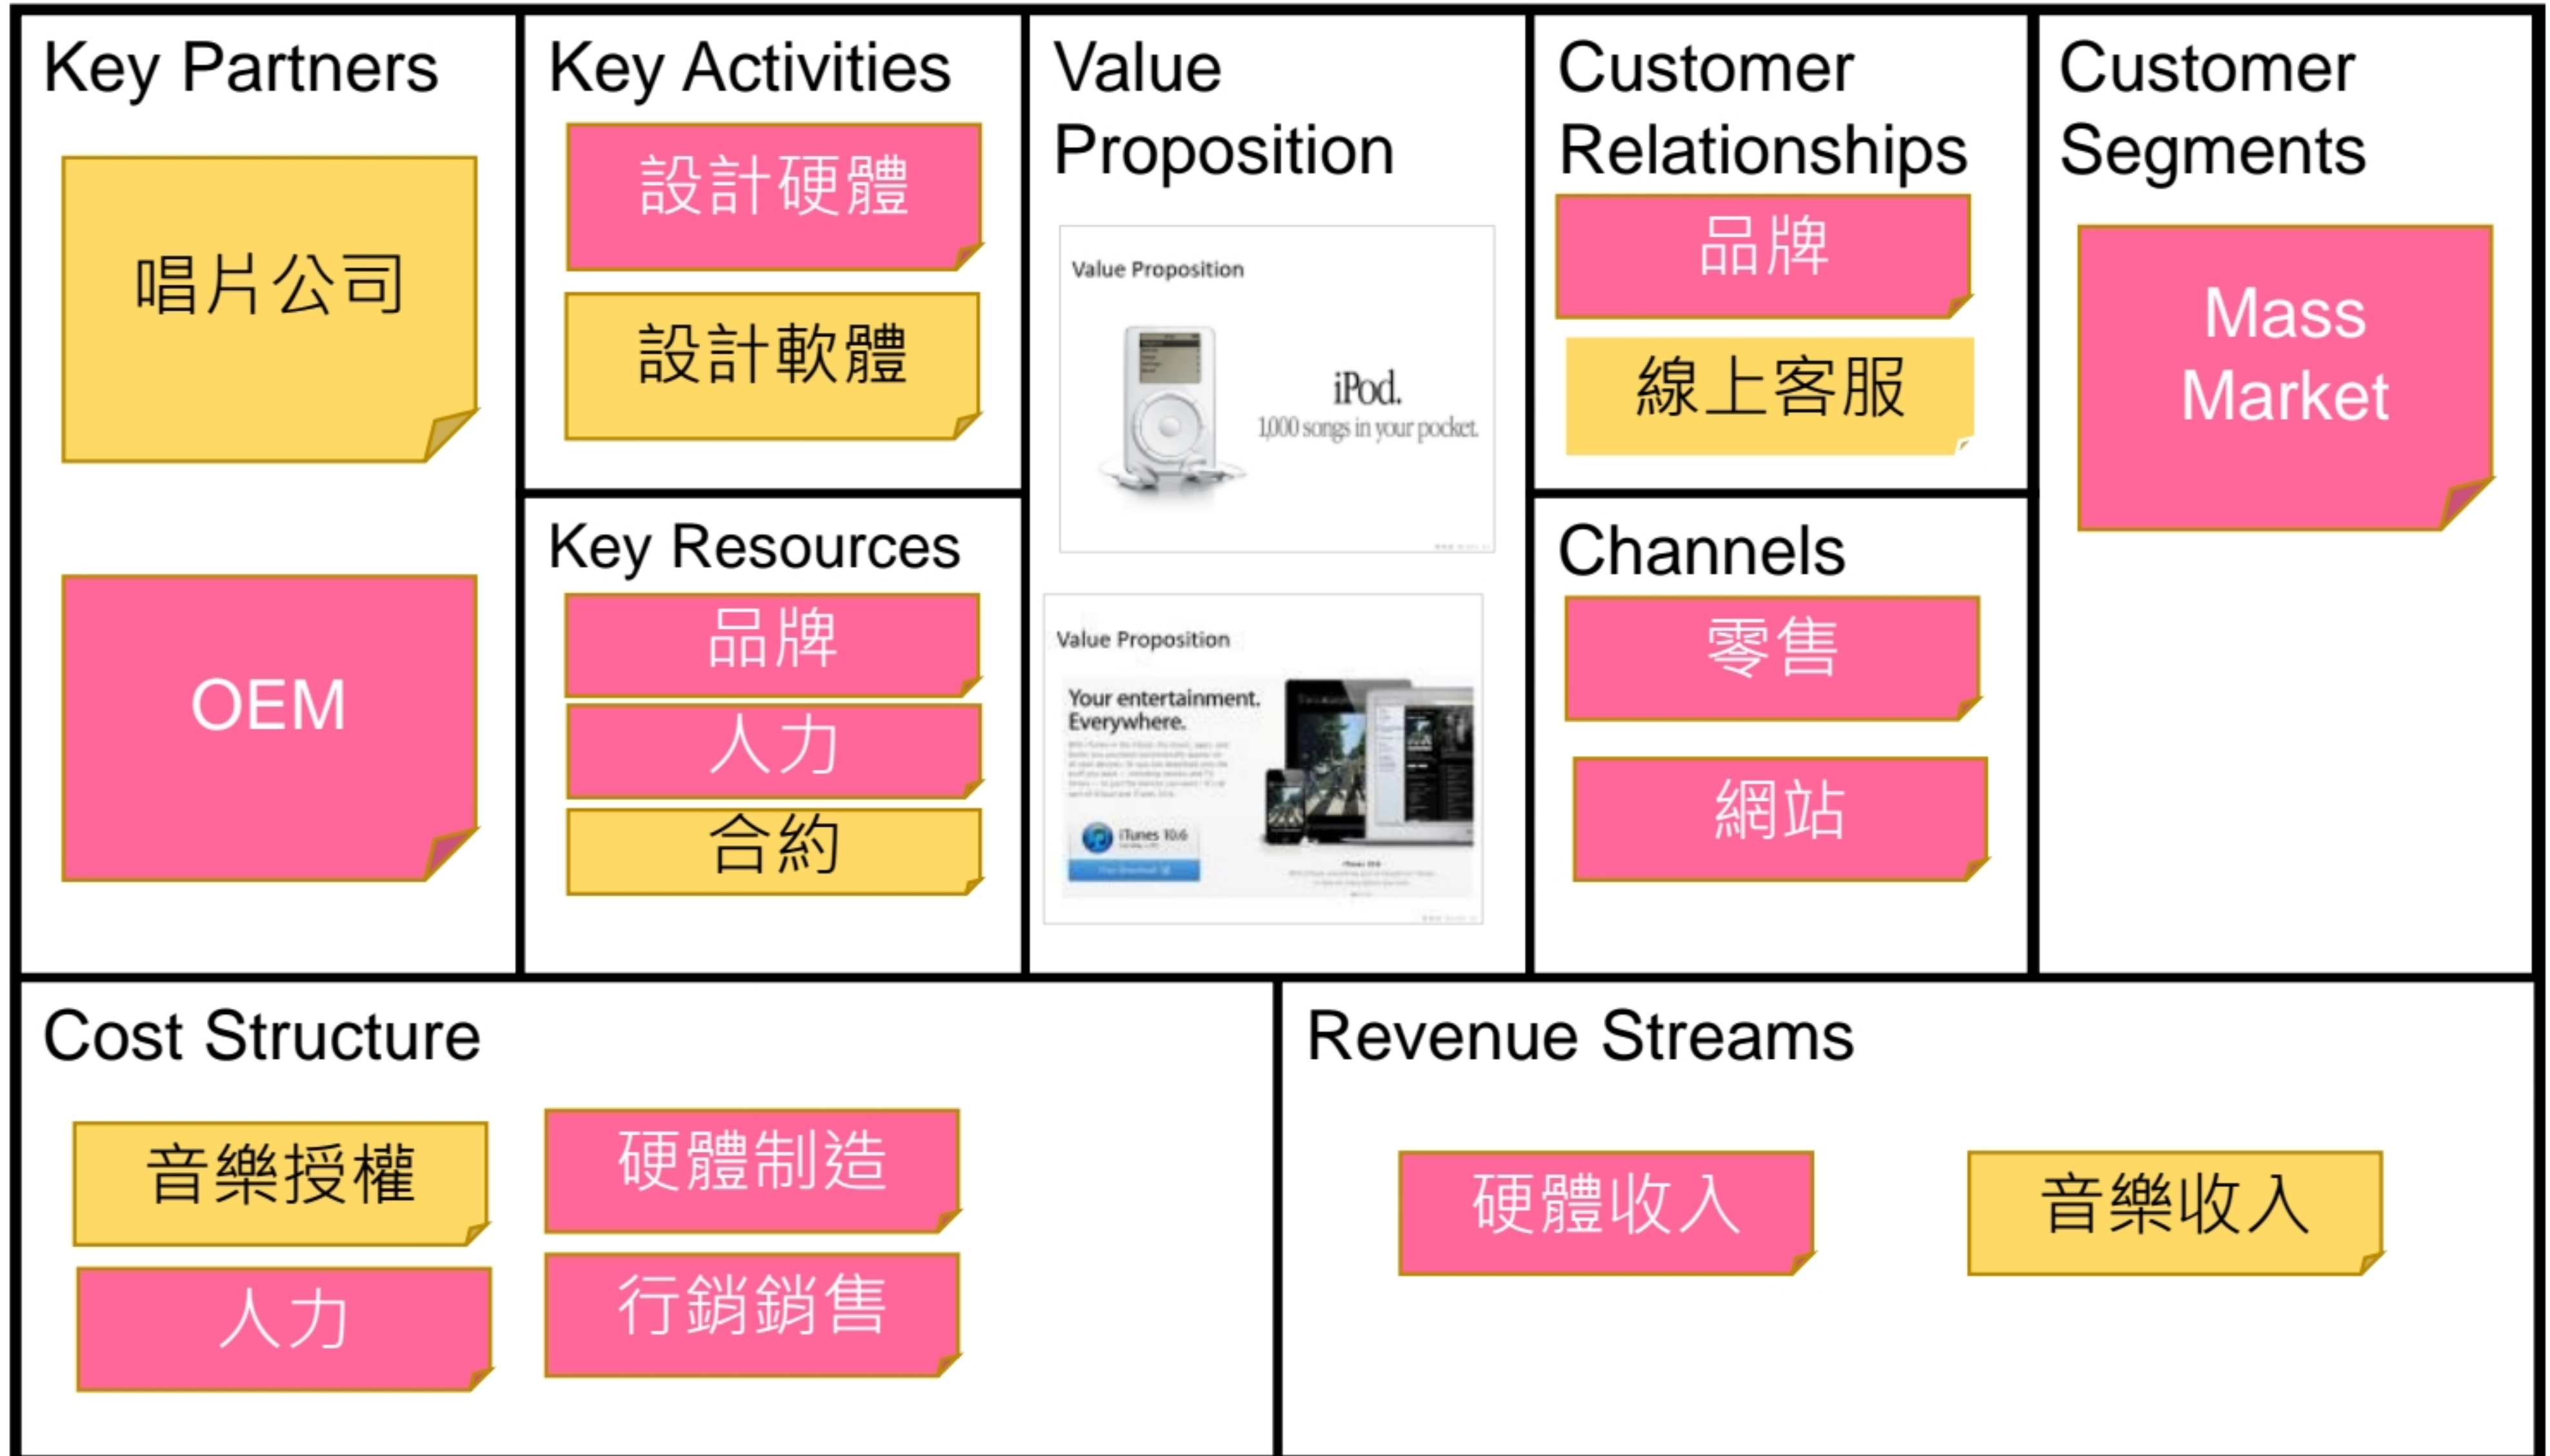 Key Partners
唱片公司
OEM
Key Activities
設計硬體
設計軟體
Key Resources
品牌
人力
合約
Value
Proposition
Value Proposition
iPod.
1,000 songs in your pocket.
Value Proposition
Your entertainment.
Everywhere.
iTunes 10.6
Customer
Relationships
品牌
線上客服
Channels
零售
網站
Customer
Segments
Mass
Market
Cost Structure
音樂授權
人力
硬體制造
行銷銷售
Revenue Streams
硬體收入
音樂收入